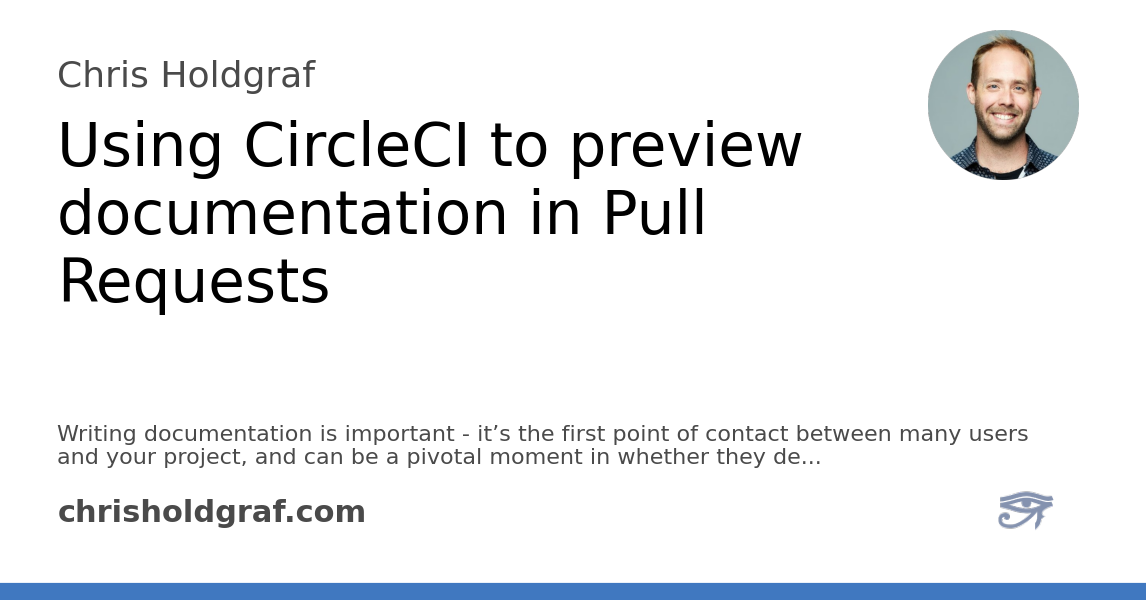 Chris Holdgraf
Using CircleCI to preview
documentation in Pull
Requests
Writing documentation is important - it’s the first point of contact between many users
and your project, and can be a pivotal moment in whether they de...
chrisholdgraf.com